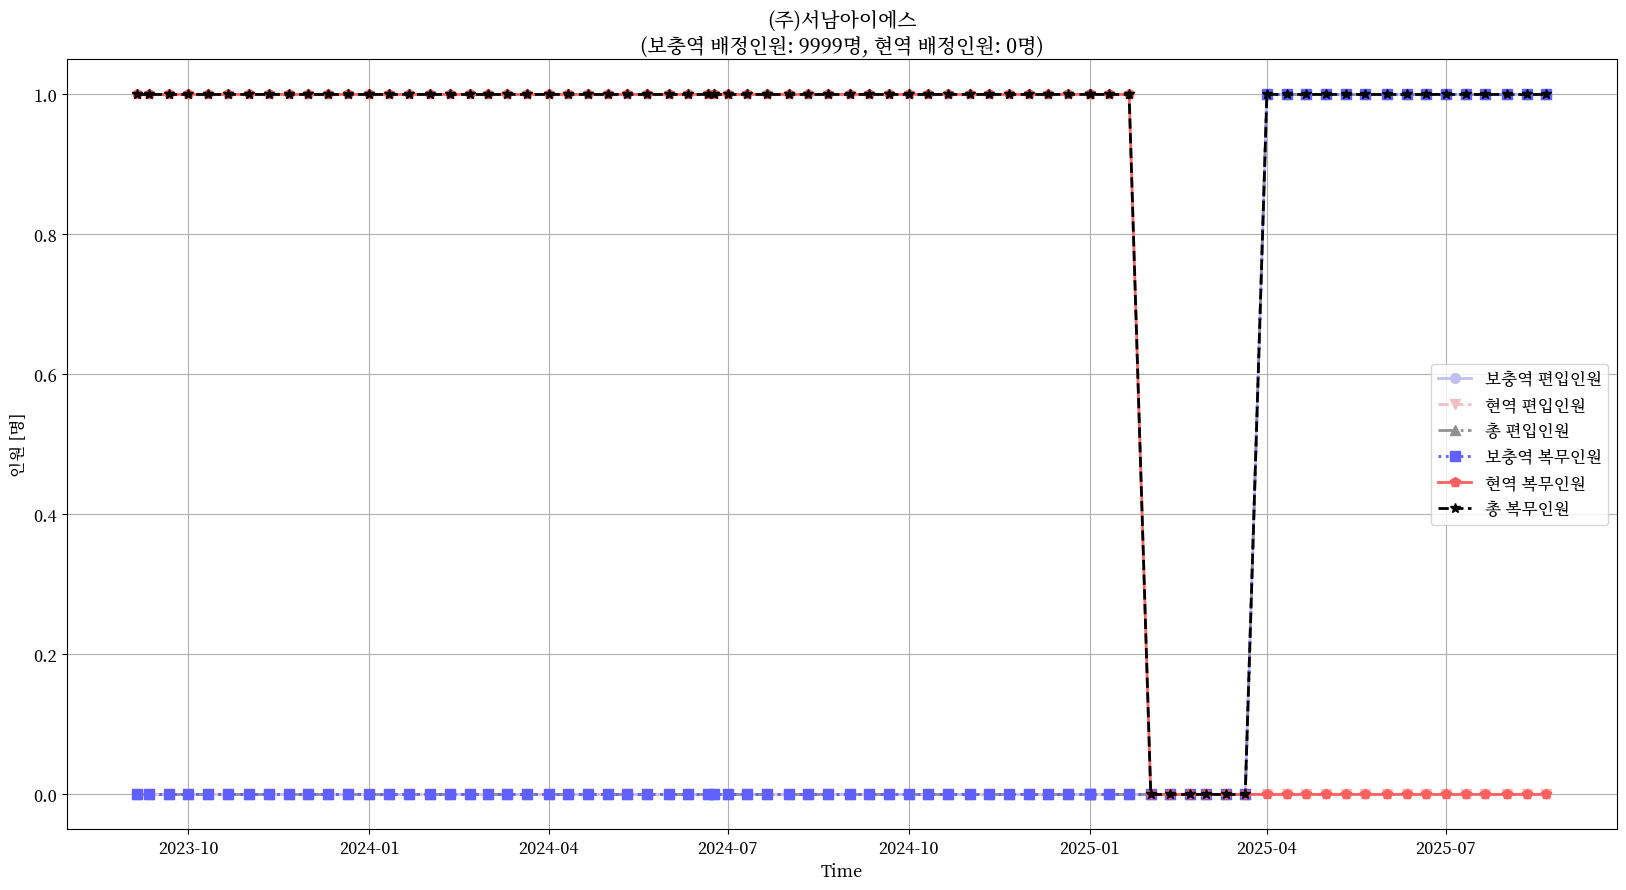 (주)서남아이에스
(보충역 배정인원: 9999명, 현역 배정인원: 0명)
인원 [명]
1.0
0.8
0.6
0.4
0.2
0.0
보충역 편입인원
현역 편입인원
총 편입인원
보충역 복무인원
현역 복무인원
총 복무인원
2023-10 2024-01 2024-04 2024-07 2024-10 2025-01 2025-04 2025-07
Time